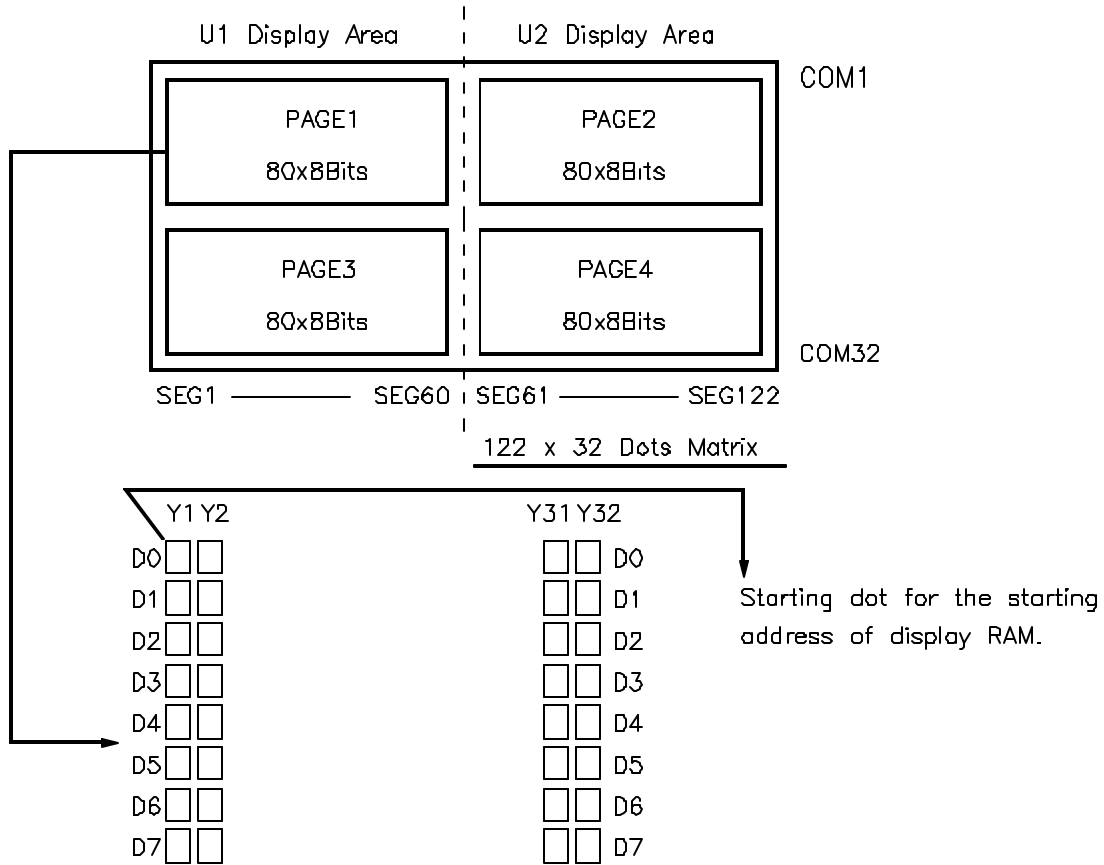 U1 Display Area
U2 Display Area
COM1
PAGE1
80x8Bits
PAGE2
80x8Bits
PAGE3
80x8Bits
PAGE4
80x8Bits
COM32
SEG1
SEG60
SEG61
SEG122
122 x 32 Dots Matrix
Y1 Y2
Y31 Y32
D0
D0
D1
D1
D2
D2
D3
D3
D4
D4
D5
D5
D6
D6
D7
D7
Starting dot for the starting
address of display RAM.